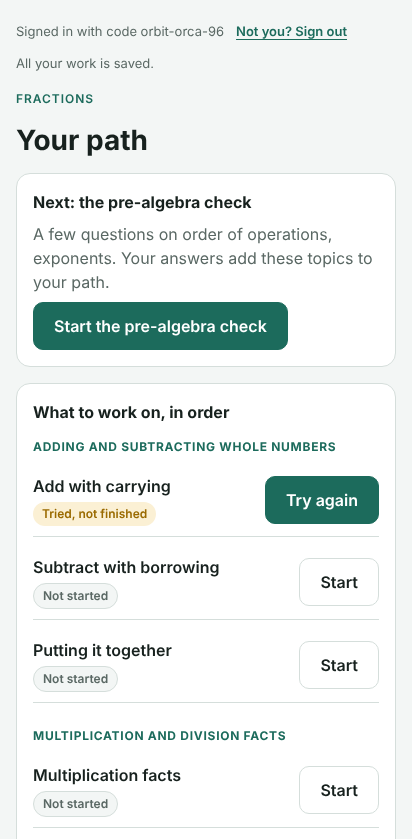 Signed in with code orbit-orca-96 Not you? Sign out
All your work is saved.
FRACTIONS
Your path
Next: the pre-algebra check
A few questions on order of operations,
exponents. Your answers add these topics to
your path.
Start the pre-algebra check
What to work on, in order
ADDING AND SUBTRACTING WHOLE NUMBERS
Add with carrying
Tried, not finished
Try again
Subtract with borrowing
Not started
Start
Putting it together
Not started
Start
MULTIPLICATION AND DIVISION FACTS
Multiplication facts
Not started
Start